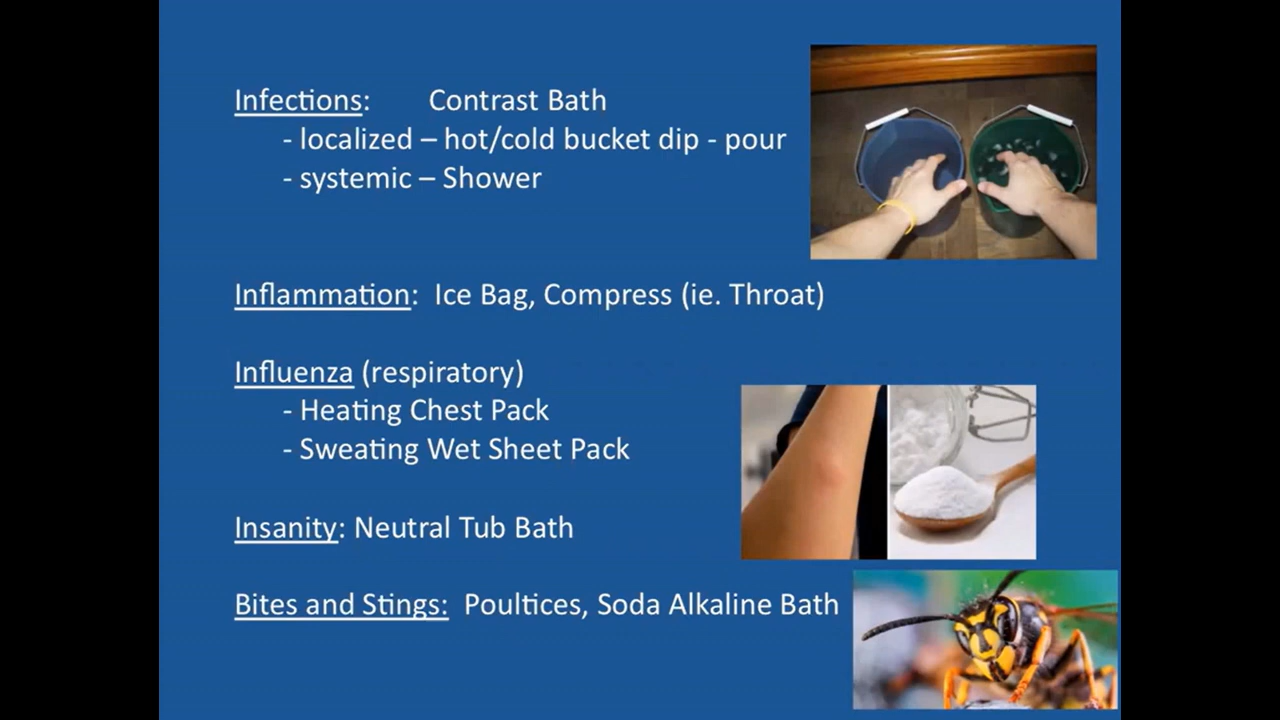 Infections: Contrast Bath
- localized – hot/cold bucket dip - pour
- systemic – Shower
Inflammation: Ice Bag, Compress (ie. Throat)
Influenza (respiratory)
- Heating Chest Pack
- Sweating Wet Sheet Pack
Insanity: Neutral Tub Bath
Bites and Stings: Poultices, Soda Alkaline Bath